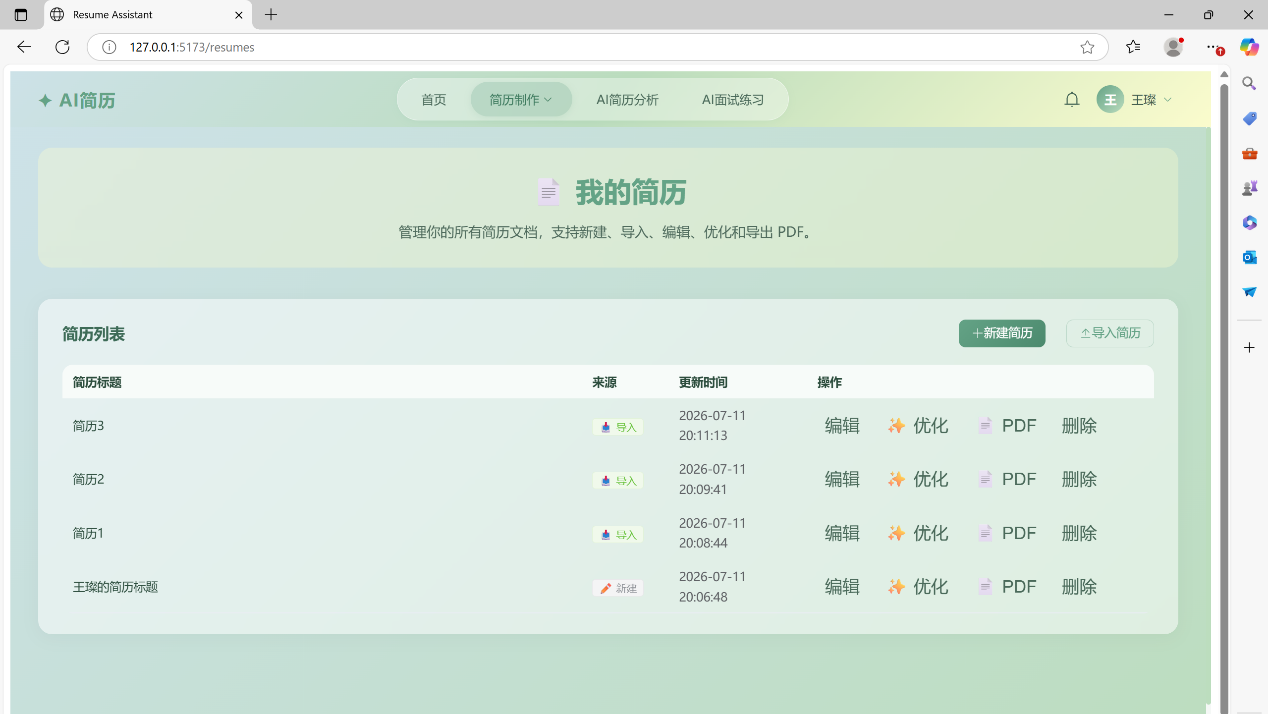 Resume Assistant
127.0.0.1:5173/resumes
AI简历
首页 简历制作 AI简历分析 AI面试练习
王 王璨
我的简历
管理你的所有简历文档，支持新建、导入、编辑、优化和导出 PDF。
简历列表
+新建简历 导入简历
简历标题 来源 更新时间 操作
简历3 导入 2026-07-11 20:11:13 编辑 优化 PDF 删除
简历2 导入 2026-07-11 20:09:41 编辑 优化 PDF 删除
简历1 导入 2026-07-11 20:08:44 编辑 优化 PDF 删除
王璨的简历标题 新建 2026-07-11 20:06:48 编辑 优化 PDF 删除